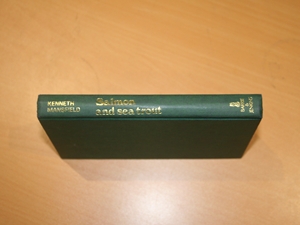 KENNETH
MANSFIELD
Salmon
and sea trout